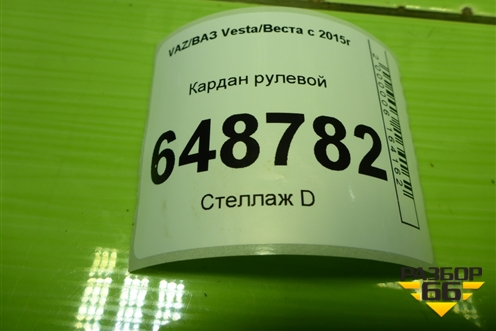 VAZ/ВАЗ Vesta/Веста с 2015г
Кардан рулевой
648782
Стеллаж D
РАЗБОР
66